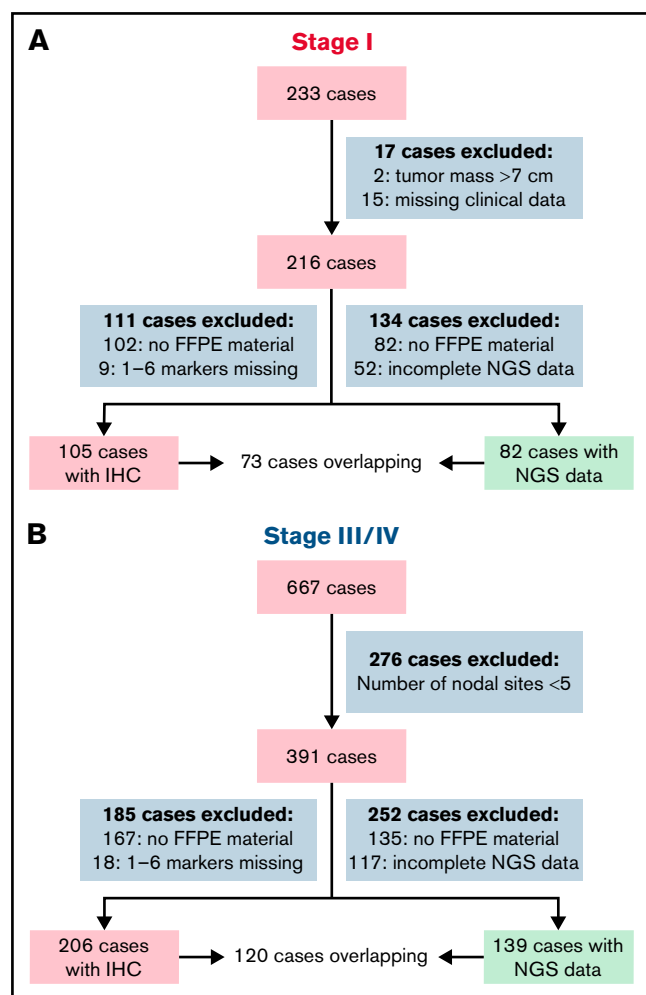 A
Stage I
233 cases
17 cases excluded:
2: tumor mass >7 cm
15: missing clinical data
216 cases
111 cases excluded:
102: no FFPE material
9: 1–6 markers missing
134 cases excluded:
82: no FFPE material
52: incomplete NGS data
105 cases
with IHC
73 cases overlapping
82 cases with
NGS data
B
Stage III/IV
667 cases
276 cases excluded:
Number of nodal sites <5
391 cases
185 cases excluded:
167: no FFPE material
18: 1–6 markers missing
252 cases excluded:
135: no FFPE material
117: incomplete NGS data
206 cases
with IHC
120 cases overlapping
139 cases with
NGS data